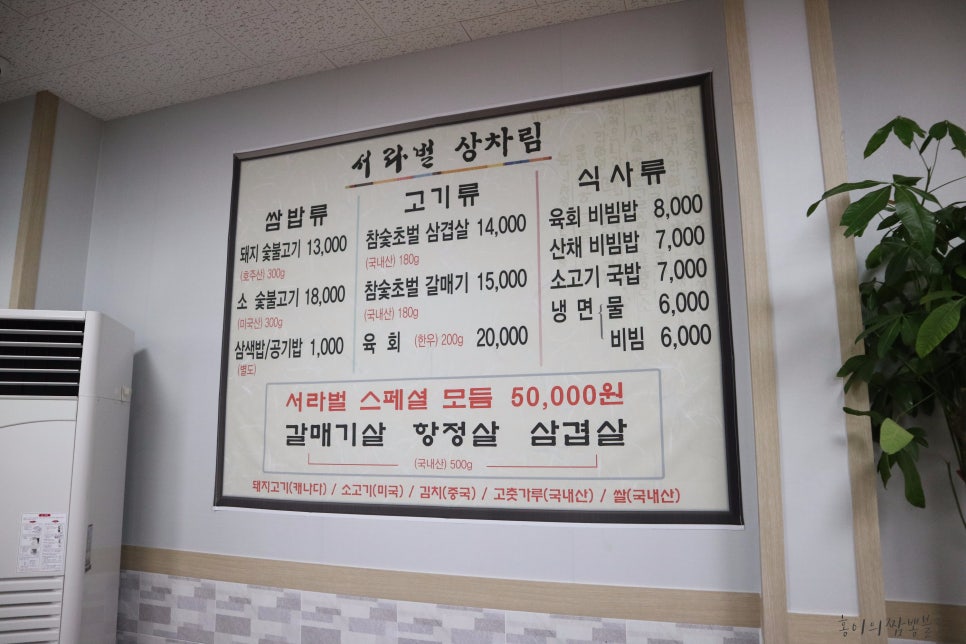 서라벌 상차림
쌈밥류
돼지 숯불고기 13,000
(호주산) 300g
소 숯불고기 18,000
(미국산) 300g
삼색밥/공기밥 1,000
(별도)
고기류
참숯초벌 삼겹살 14,000
(국내산) 180g
참숯초벌 갈매기 15,000
(국내산) 180g
육회 (한우) 200g 20,000
식사류
육회 비빔밥 8,000
산채 비빔밥 7,000
소고기 국밥 7,000
냉면 물 6,000
비빔 6,000
서라벌 스페셜 모듬 50,000원
갈매기살 항정살 삼겹살
(국내산) 500g
돼지고기(캐나다) / 소고기(미국) / 김치(중국) / 고춧가루(국내산) / 쌀(국내산)
홍이의짬뽕뽕